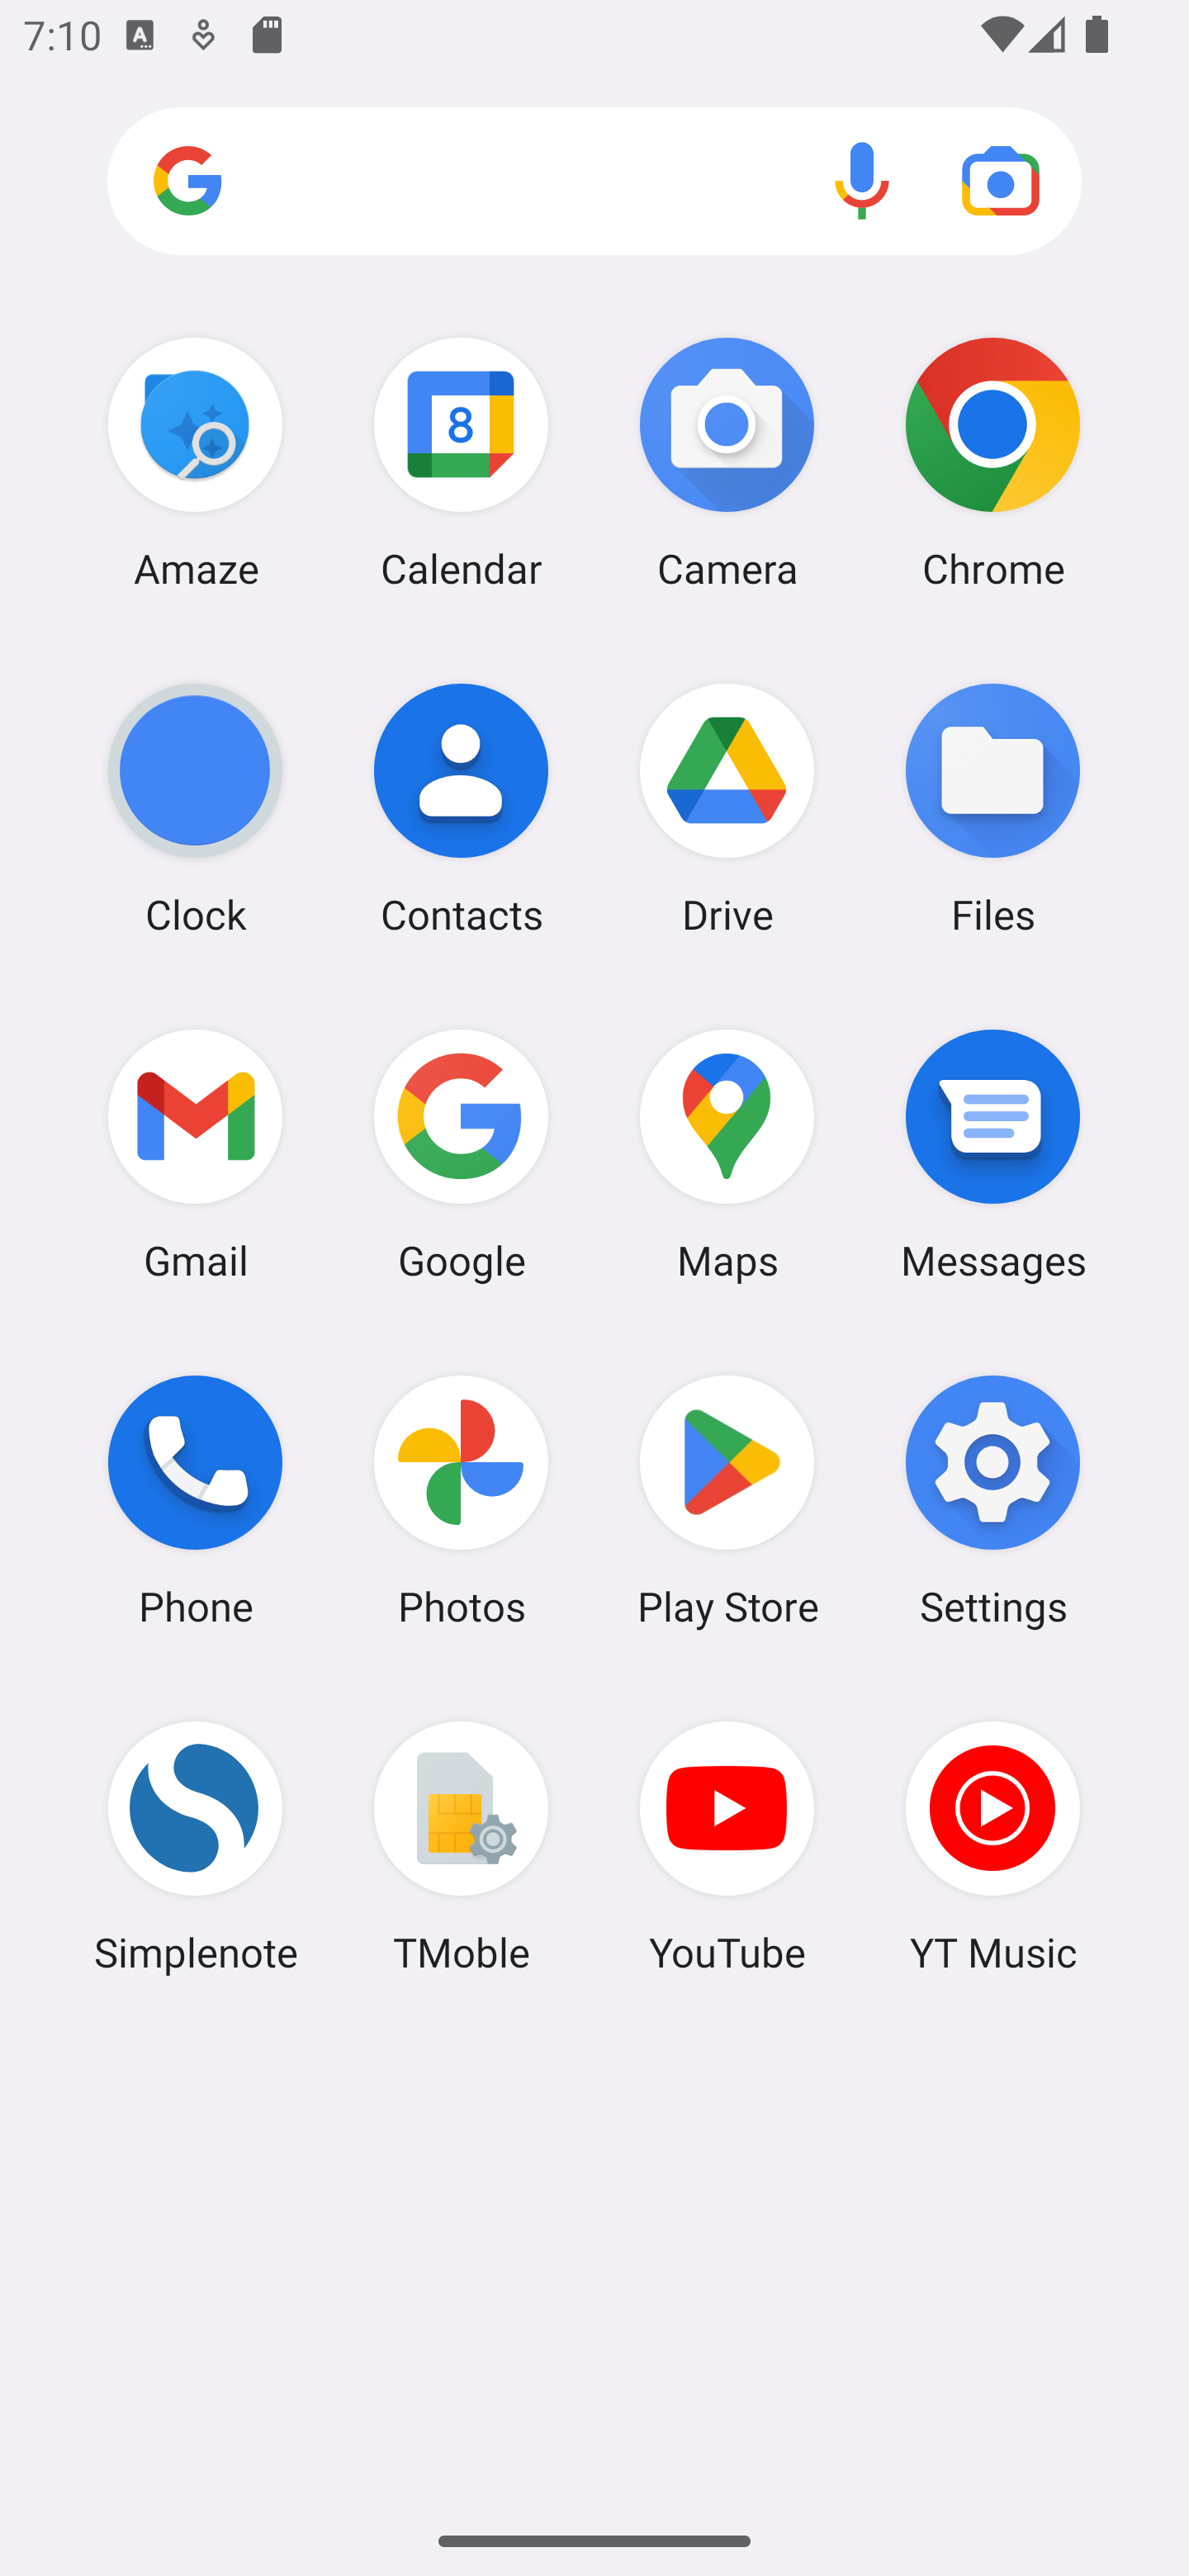 7:10
8
Amaze Calendar Camera Chrome
Clock Contacts Drive Files
Gmail Google Maps Messages
Phone Photos Play Store Settings
Simplenote TMoble YouTube YT Music